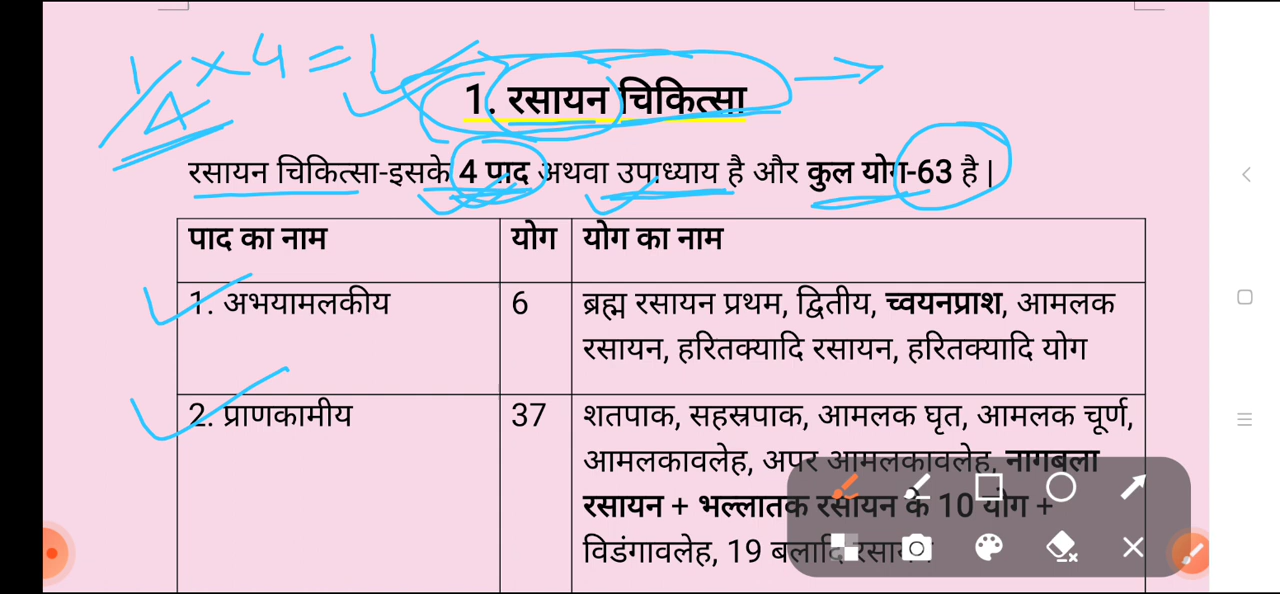 1/4 × 4 = 1
1. रसायन चिकित्सा
रसायन चिकित्सा-इसके 4 पाद अथवा उपाध्याय है और कुल योग-63 है |
पाद का नाम योग योग का नाम
1. अभयामलकीय 6 ब्रह्म रसायन प्रथम, द्वितीय, च्वयनप्राश, आमलक
रसायन, हरितक्यादि रसायन, हरितक्यादि योग
2. प्राणकामीय 37 शतपाक, सहस्रपाक, आमलक घृत, आमलक चूर्ण,
आमलकावलेह, अपर आमलकावलेह, नागबला
रसायन + भल्लातक रसायन के 10 योग +
विडंगावलेह, 19 बलादि रसायन